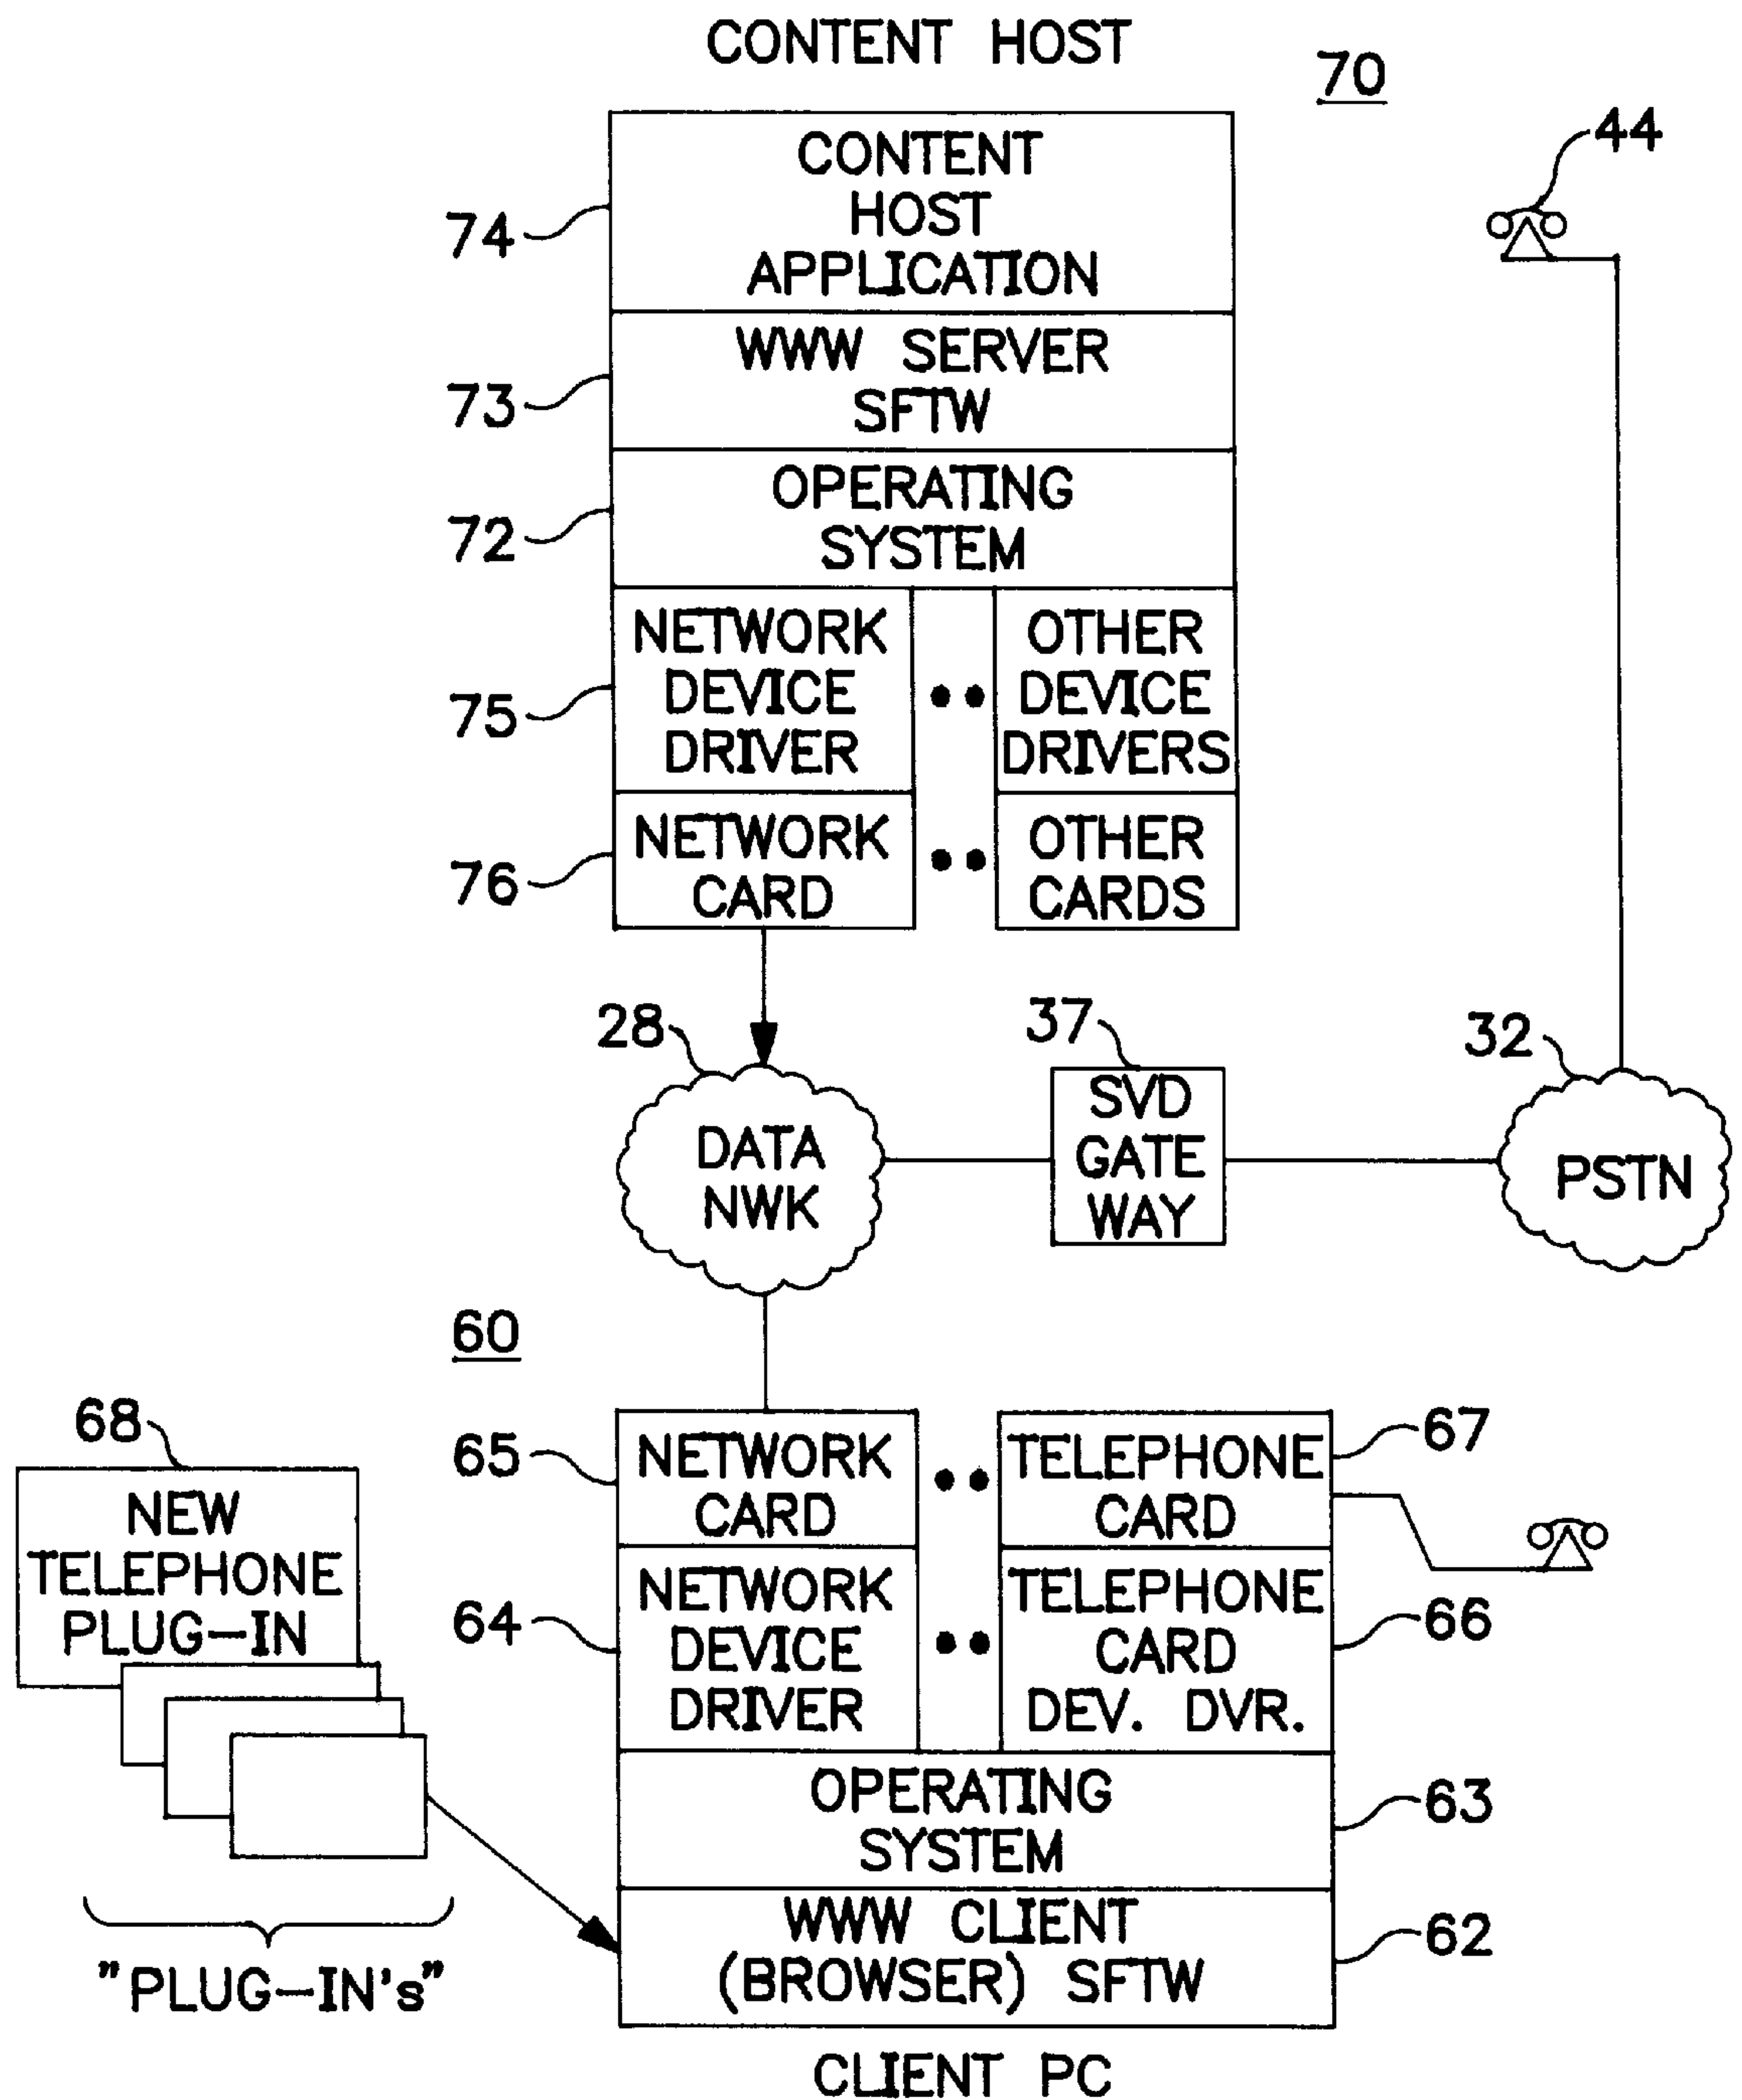 CONTENT HOST
70
44
CONTENT
HOST
APPLICATION
74
WWW SERVER
SFTW
73
OPERATING
SYSTEM
72
NETWORK
DEVICE
DRIVER
75
OTHER
DEVICE
DRIVERS
NETWORK
CARD
76
OTHER
CARDS
28
37
32
DATA
NWK
SVD
GATE
WAY
PSTN
60
68
NEW
TELEPHONE
PLUG-IN
65
NETWORK
CARD
TELEPHONE
CARD
67
64
NETWORK
DEVICE
DRIVER
TELEPHONE
CARD
DEV. DVR.
66
OPERATING
SYSTEM
63
WWW CLIENT
(BROWSER) SFTW
62
"PLUG-IN's"
CLIENT PC